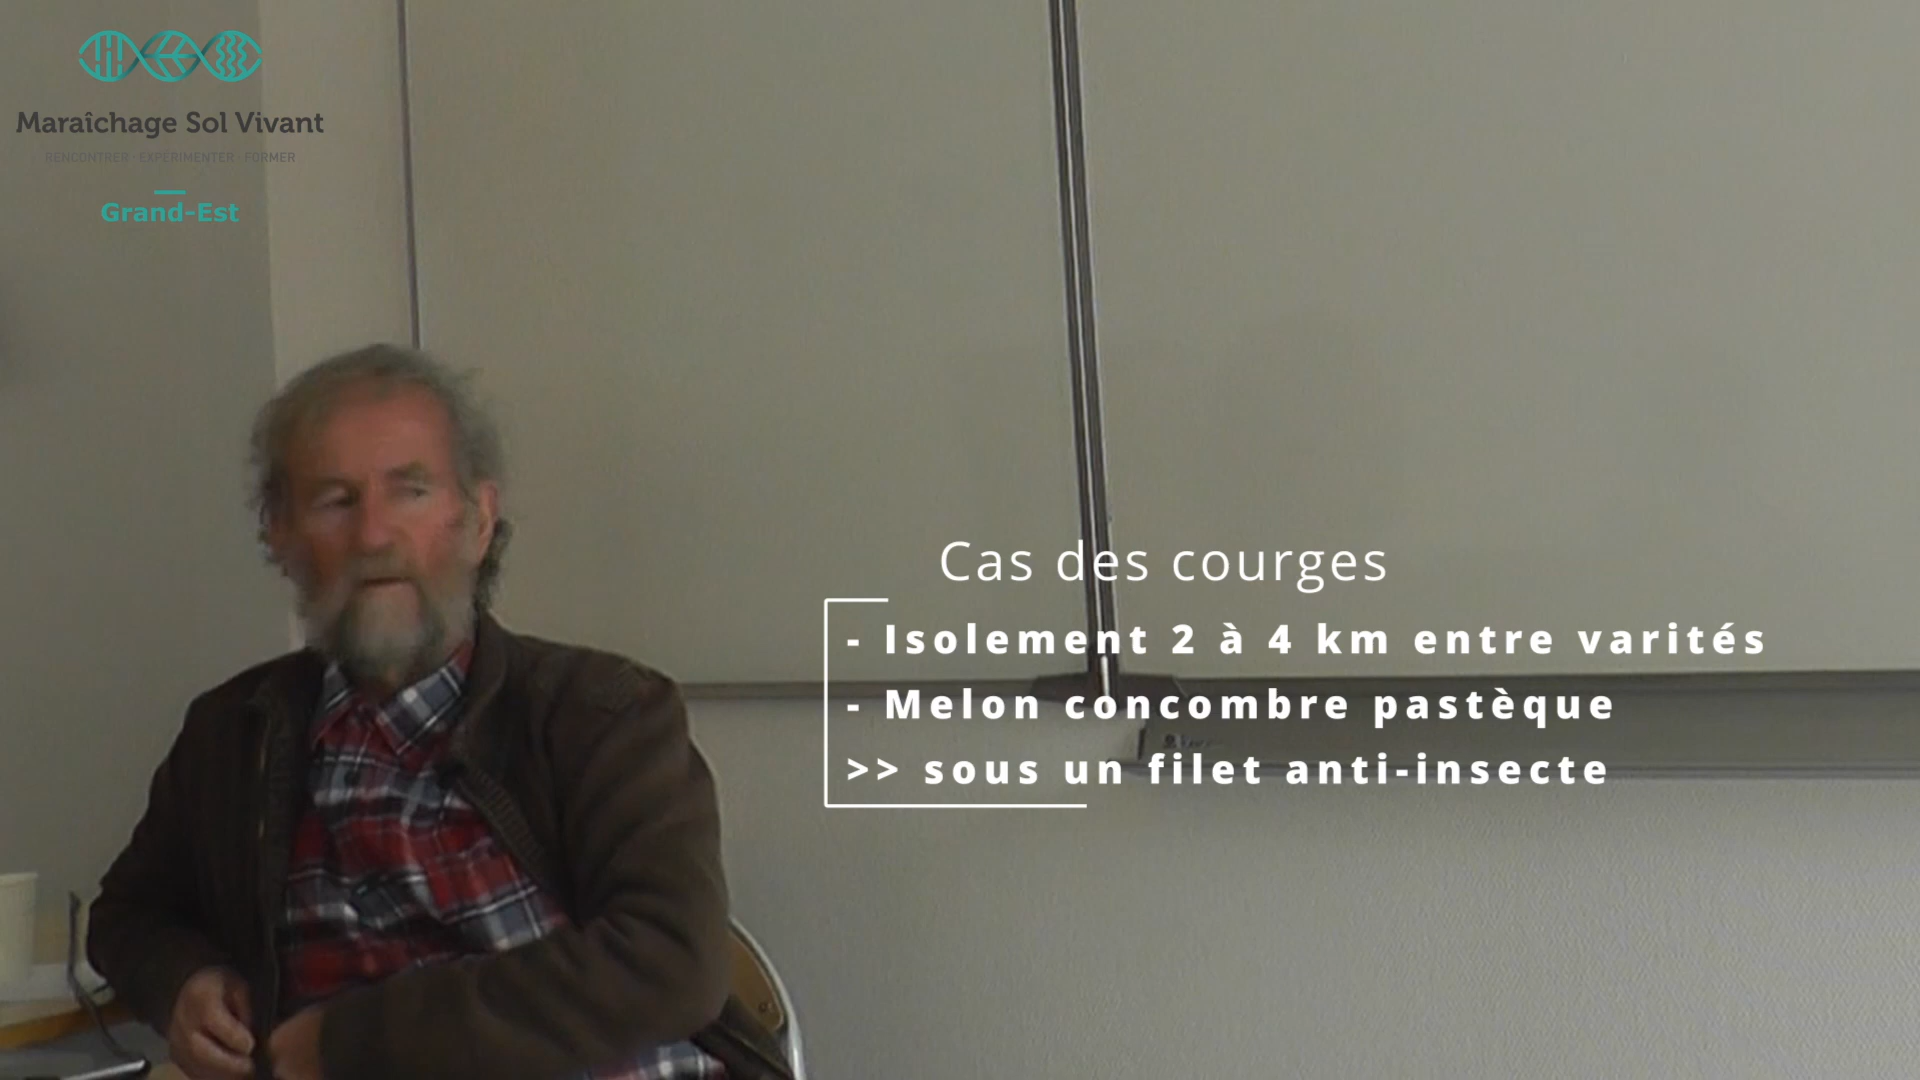 Maraîchage Sol Vivant
RENCONTRER · EXPÉRIMENTER · FORMER
Grand-Est
Cas des courges
- Isolement 2 à 4 km entre varités
- Melon concombre pastèque
>> sous un filet anti-insecte